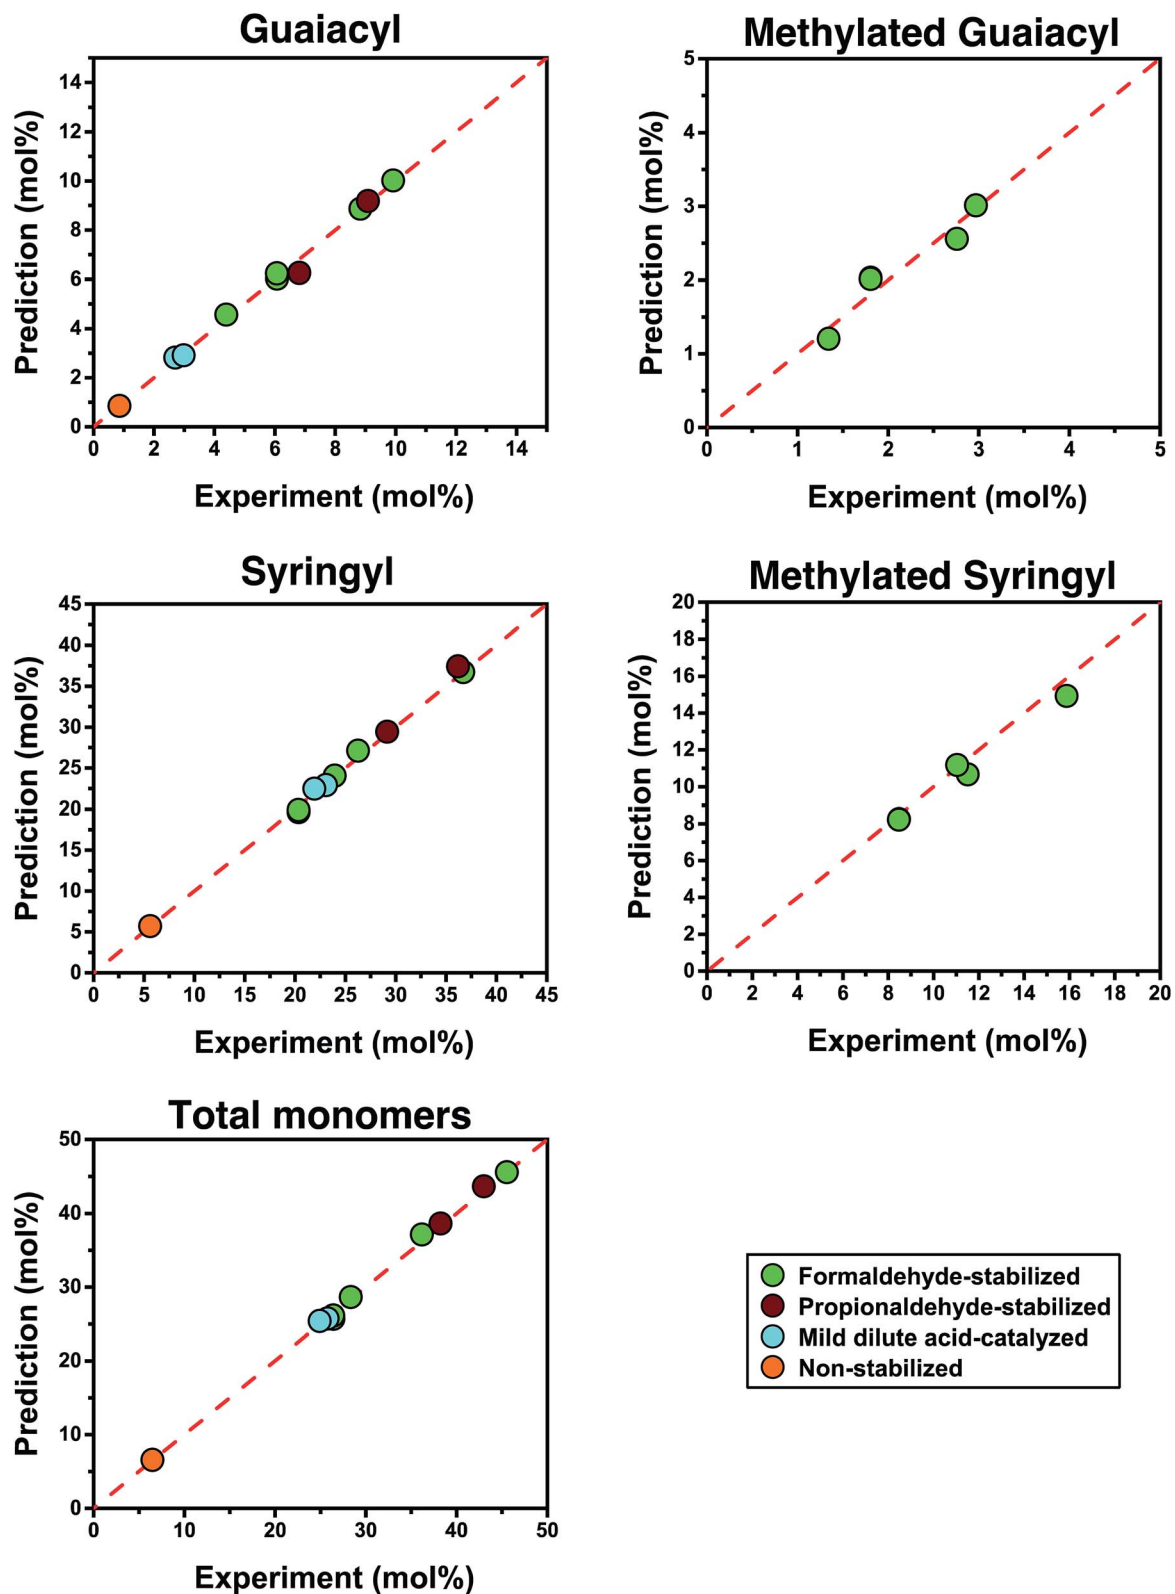 Guaiacyl
Prediction (mol%)
14
12
10
8
6
4
2
0
0 2 4 6 8 10 12 14
Experiment (mol%)
Methylated Guaiacyl
Prediction (mol%)
5
4
3
2
1
0
0 1 2 3 4 5
Experiment (mol%)
Syringyl
Prediction (mol%)
45
40
35
30
25
20
15
10
5
0
0 5 10 15 20 25 30 35 40 45
Experiment (mol%)
Methylated Syringyl
Prediction (mol%)
20
18
16
14
12
10
8
6
4
2
0
0 2 4 6 8 10 12 14 16 18 20
Experiment (mol%)
Total monomers
Prediction (mol%)
50
40
30
20
10
0
0 10 20 30 40 50
Experiment (mol%)
Formaldehyde-stabilized
Propionaldehyde-stabilized
Mild dilute acid-catalyzed
Non-stabilized